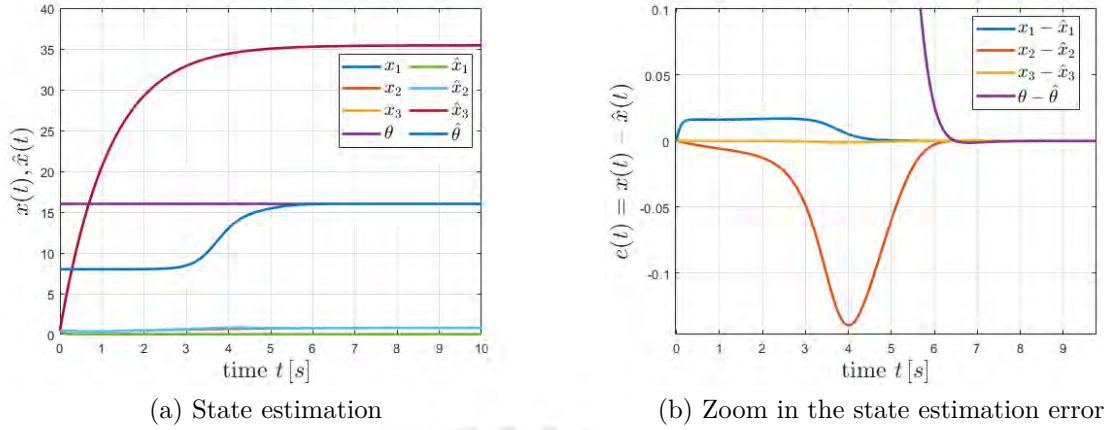 40
35
30
25
20
15
10
5
0
x(t), x̂(t)
x₁ x̂₁
x₂ x̂₂
x₃ x̂₃
θ θ̂
0 1 2 3 4 5 6 7 8 9 10
time t [s]
(a) State estimation
0.1
0.05
0
-0.05
-0.1
e(t) = x(t) − x̂(t)
x₁ − x̂₁
x₂ − x̂₂
x₃ − x̂₃
θ − θ̂
0 1 2 3 4 5 6 7 8 9
time t [s]
(b) Zoom in the state estimation error